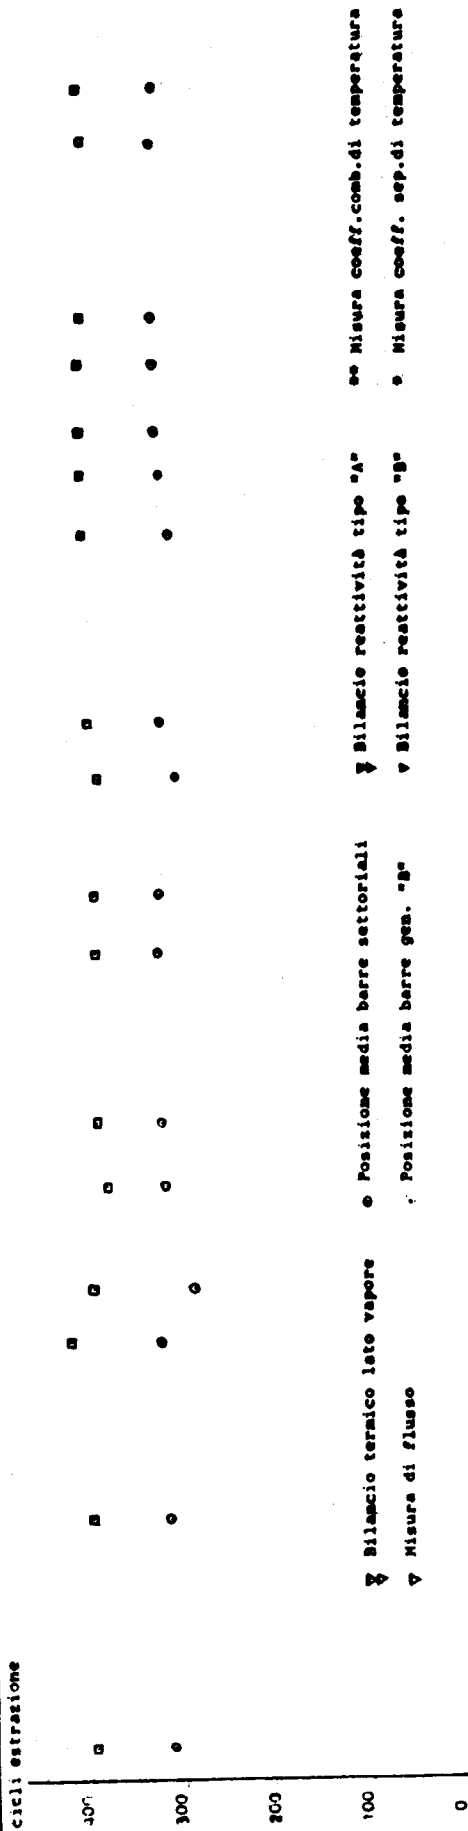 cicli estrazione
400
300
200
100
0
Bilancio termico lato vapore
Misura di flusso
Posizione media barre settoriali
Posizione media barre gen. "B"
Bilancio reattività tipo "A"
Bilancio reattività tipo "B"
Misura coeff.comb.di temperatura
Misura coeff. sep.di temperatura